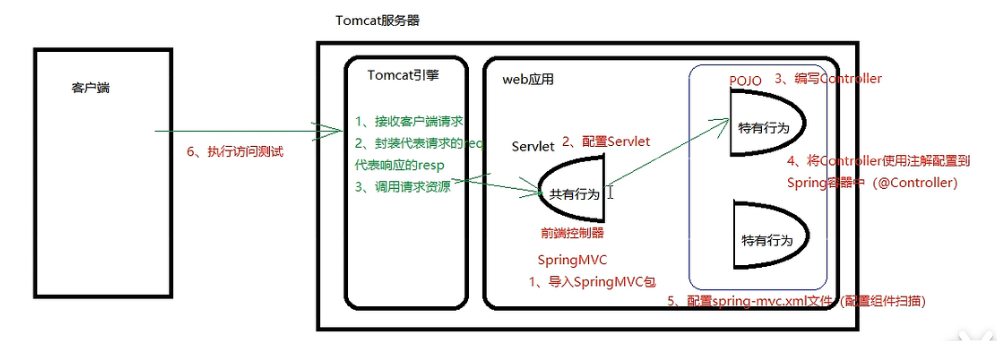 Tomcat服务器
客户端
6、执行访问测试
Tomcat引擎
1、接收客户端请求
2、封装代表请求的req
代表响应的resp
3、调用请求资源
web应用
Servlet
2、配置Servlet
共有行为
前端控制器
SpringMVC
1、导入SpringMVC包
POJO
3、编写Controller
特有行为
4、将Controller使用注解配置到
Spring容器中（@Controller）
特有行为
5、配置spring-mvc.xml文件（配置组件扫描）